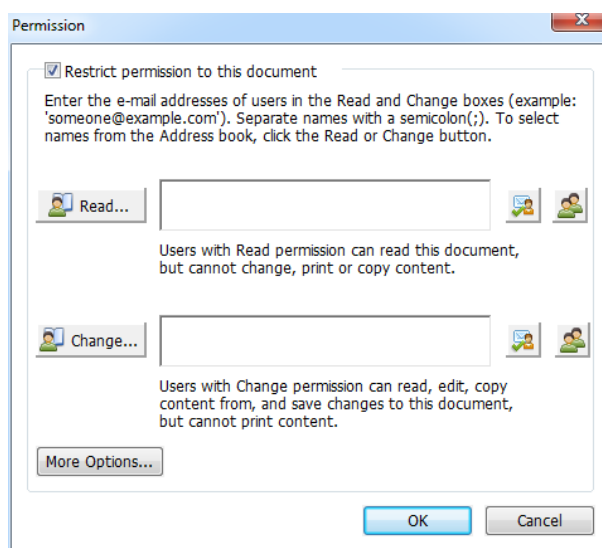 Permission
Restrict permission to this document
Enter the e-mail addresses of users in the Read and Change boxes (example:
'someone@example.com'). Separate names with a semicolon(;). To select
names from the Address book, click the Read or Change button.
Read...
Users with Read permission can read this document,
but cannot change, print or copy content.
Change...
Users with Change permission can read, edit, copy
content from, and save changes to this document,
but cannot print content.
More Options...
OK
Cancel